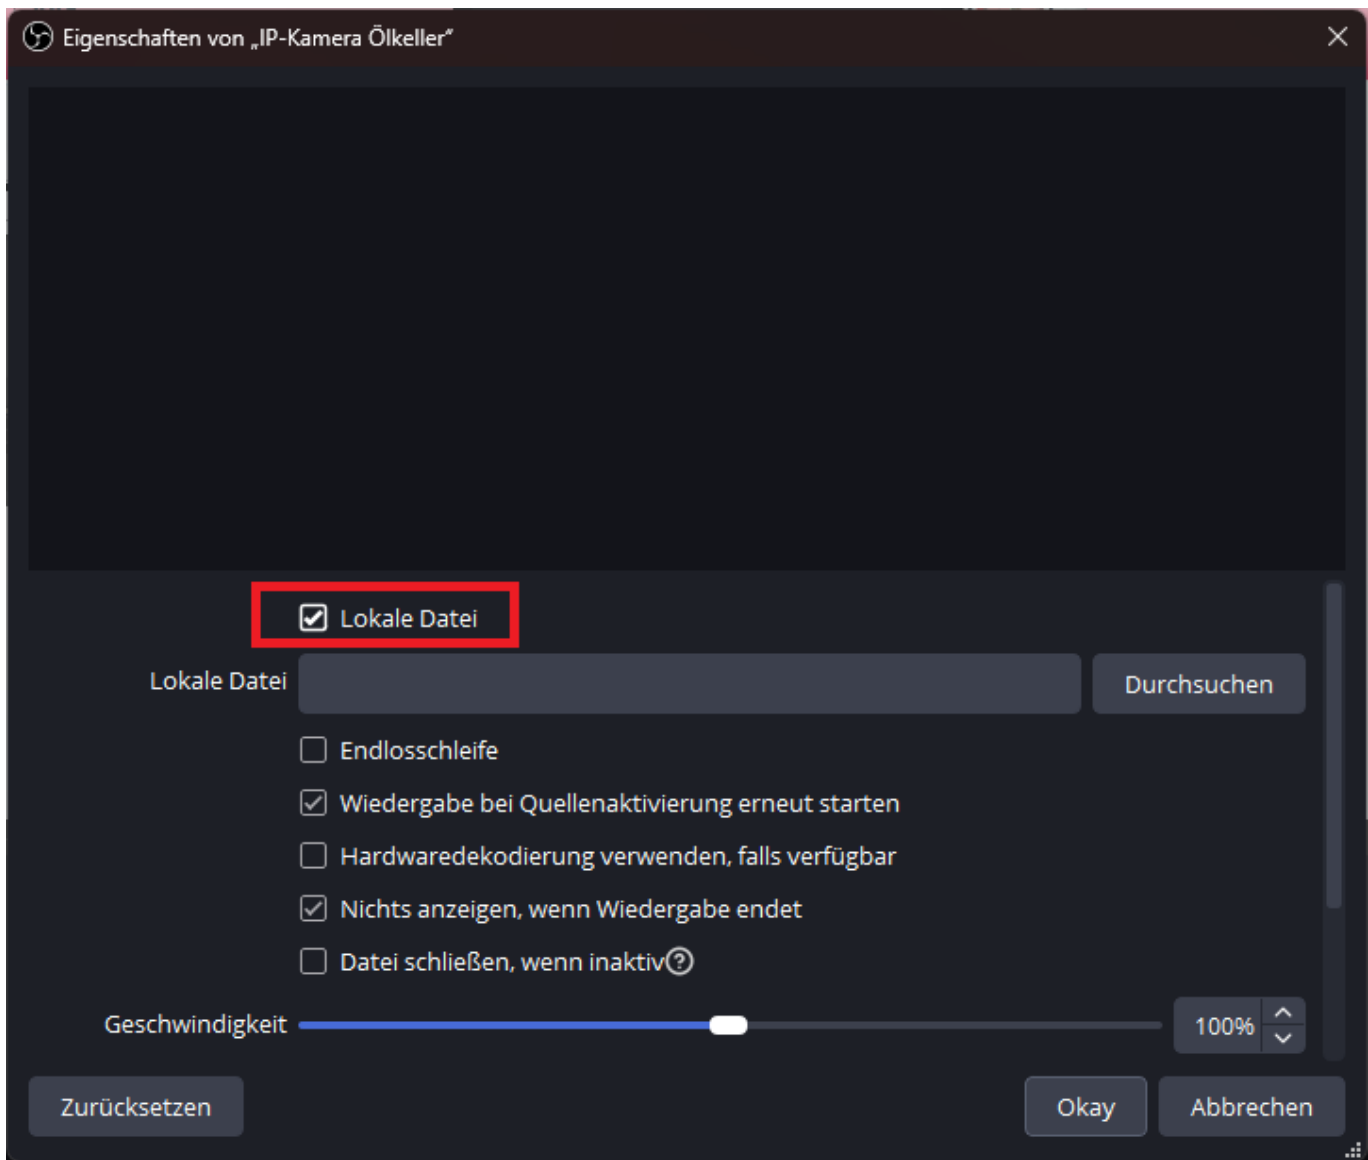 Eigenschaften von „IP-Kamera Ölkeller“
Lokale Datei
Lokale Datei
Durchsuchen
Endlosschleife
Wiedergabe bei Quellenaktivierung erneut starten
Hardwaredekodierung verwenden, falls verfügbar
Nichts anzeigen, wenn Wiedergabe endet
Datei schließen, wenn inaktiv
Geschwindigkeit
100%
Zurücksetzen
Okay
Abbrechen